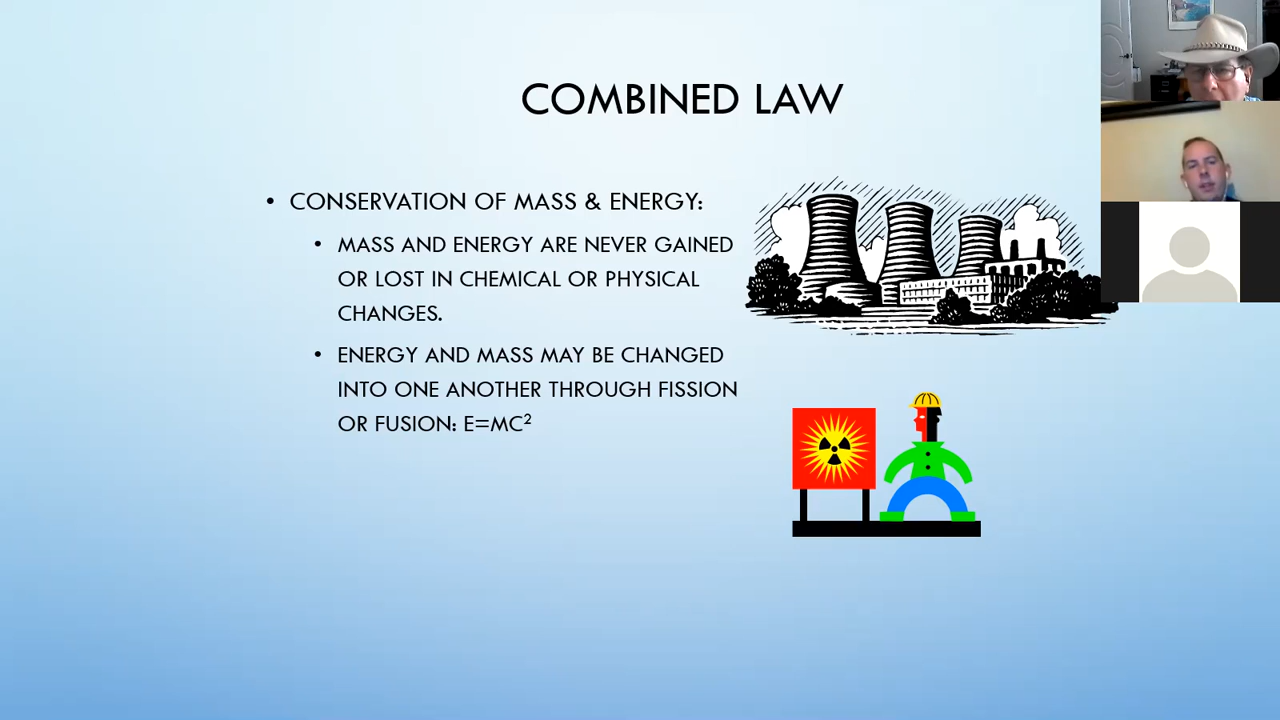 COMBINED LAW
• CONSERVATION OF MASS & ENERGY:
• MASS AND ENERGY ARE NEVER GAINED
OR LOST IN CHEMICAL OR PHYSICAL
CHANGES.
• ENERGY AND MASS MAY BE CHANGED
INTO ONE ANOTHER THROUGH FISSION
OR FUSION: E=MC²